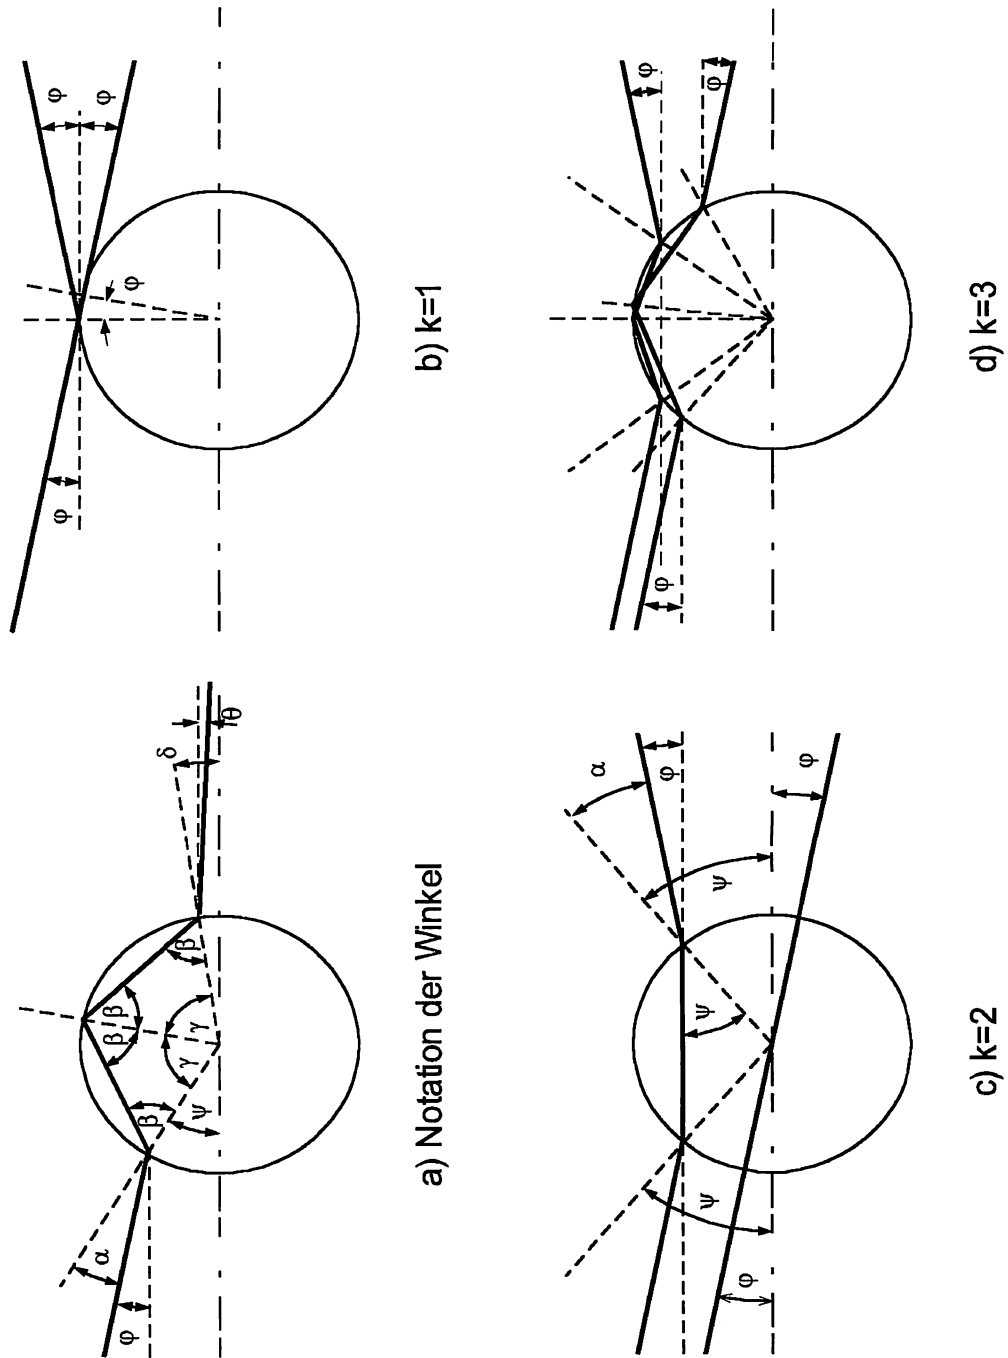 φ
α
β
ψ
β
β
γ
γ
β
δ
θ
a) Notation der Winkel
φ
φ
φ
φ
b) k=1
φ
ψ
ψ
ψ
α
φ
φ
c) k=2
φ
φ
φ
d) k=3